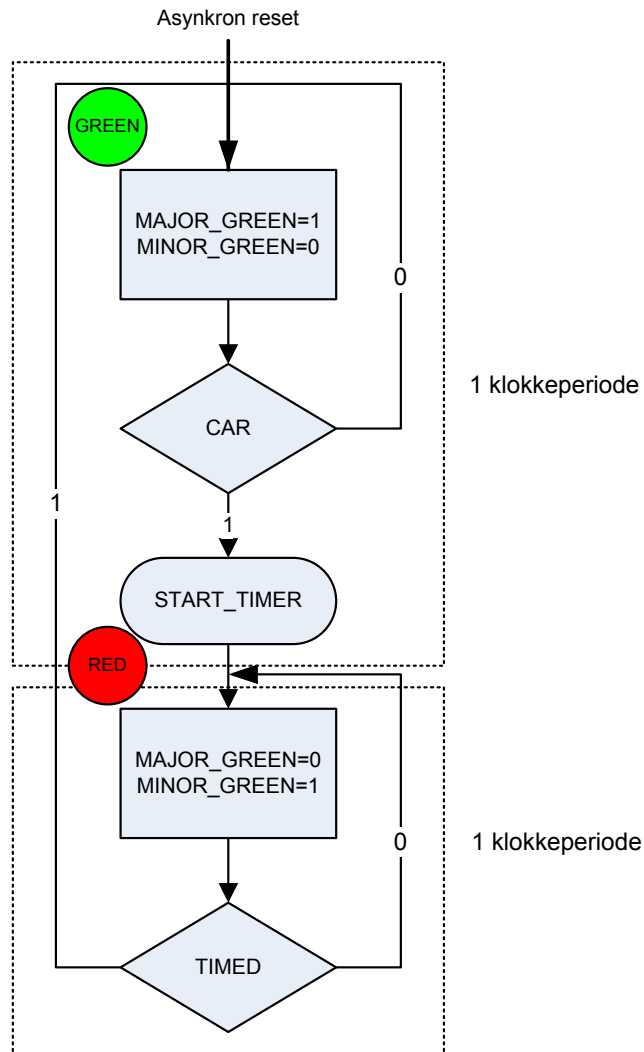 Asynkron reset
GREEN
MAJOR_GREEN=1
MINOR_GREEN=0
0
1 klokkeperiode
CAR
1
1
START_TIMER
RED
MAJOR_GREEN=0
MINOR_GREEN=1
0
1 klokkeperiode
TIMED